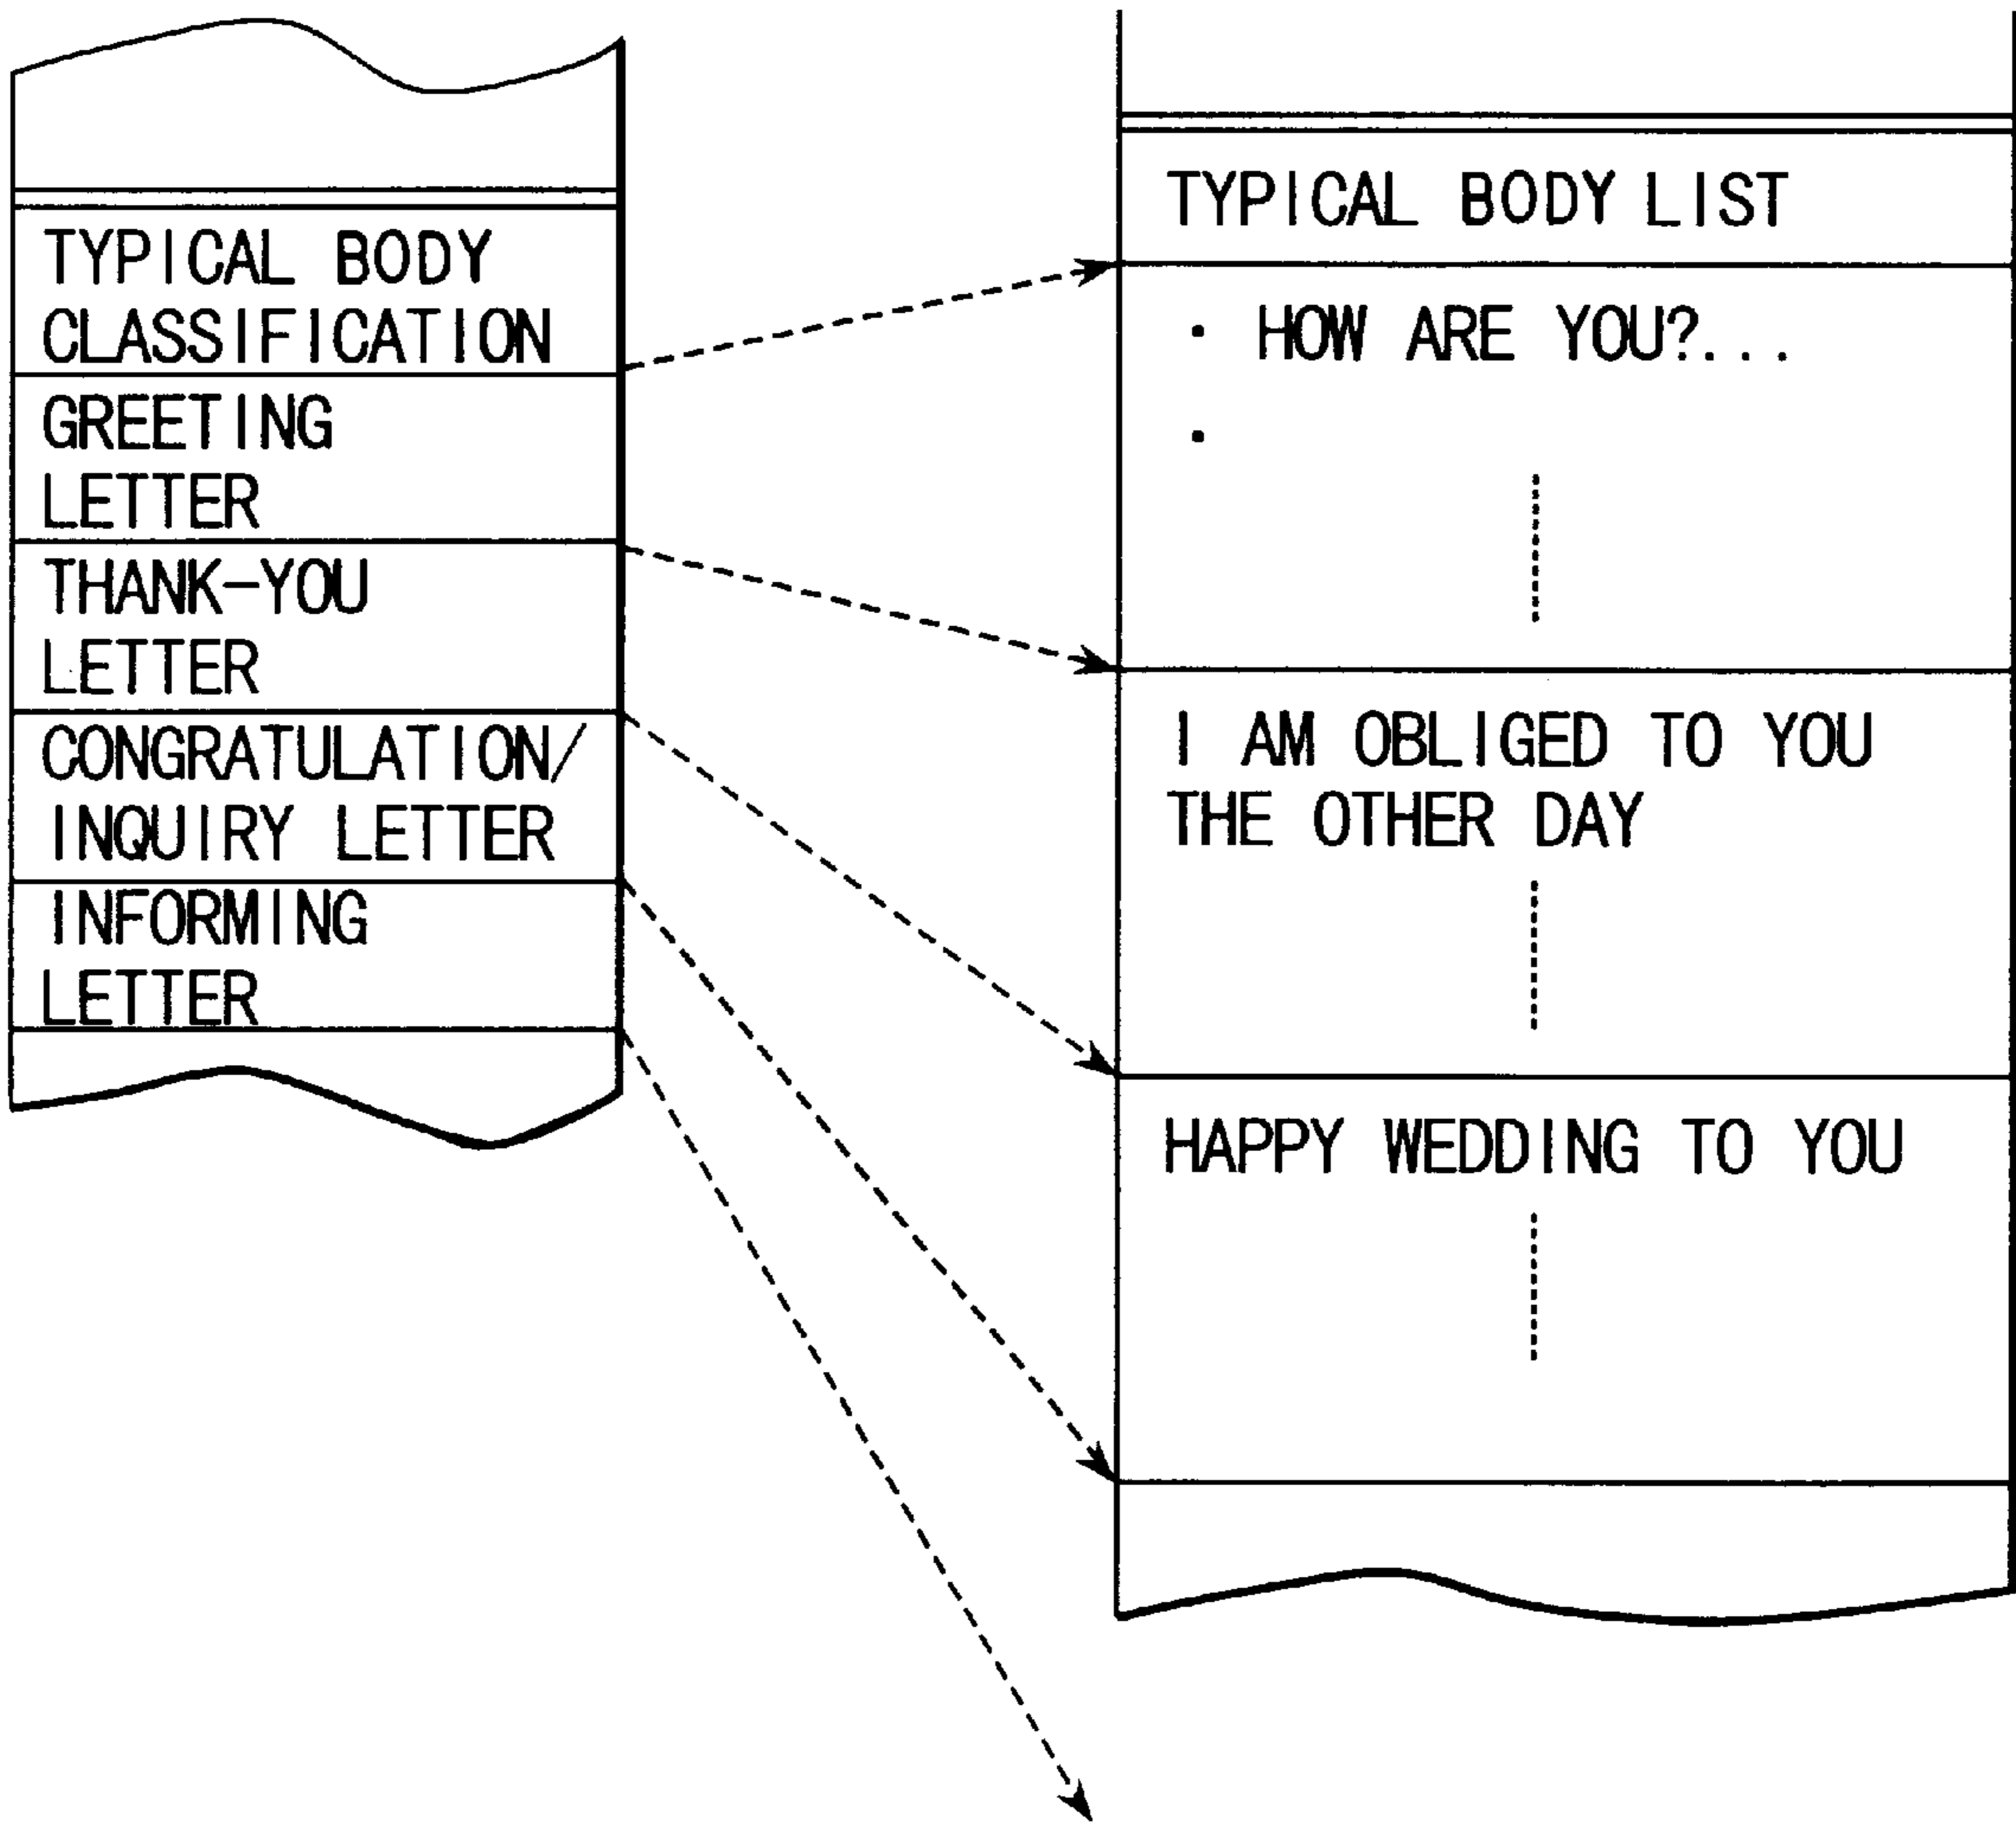 TYPICAL BODY
CLASSIFICATION
GREETING
LETTER
THANK-YOU
LETTER
CONGRATULATION/
INQUIRY LETTER
INFORMING
LETTER
TYPICAL BODY LIST
・ HOW ARE YOU?...
・
I AM OBLIGED TO YOU
THE OTHER DAY
HAPPY WEDDING TO YOU